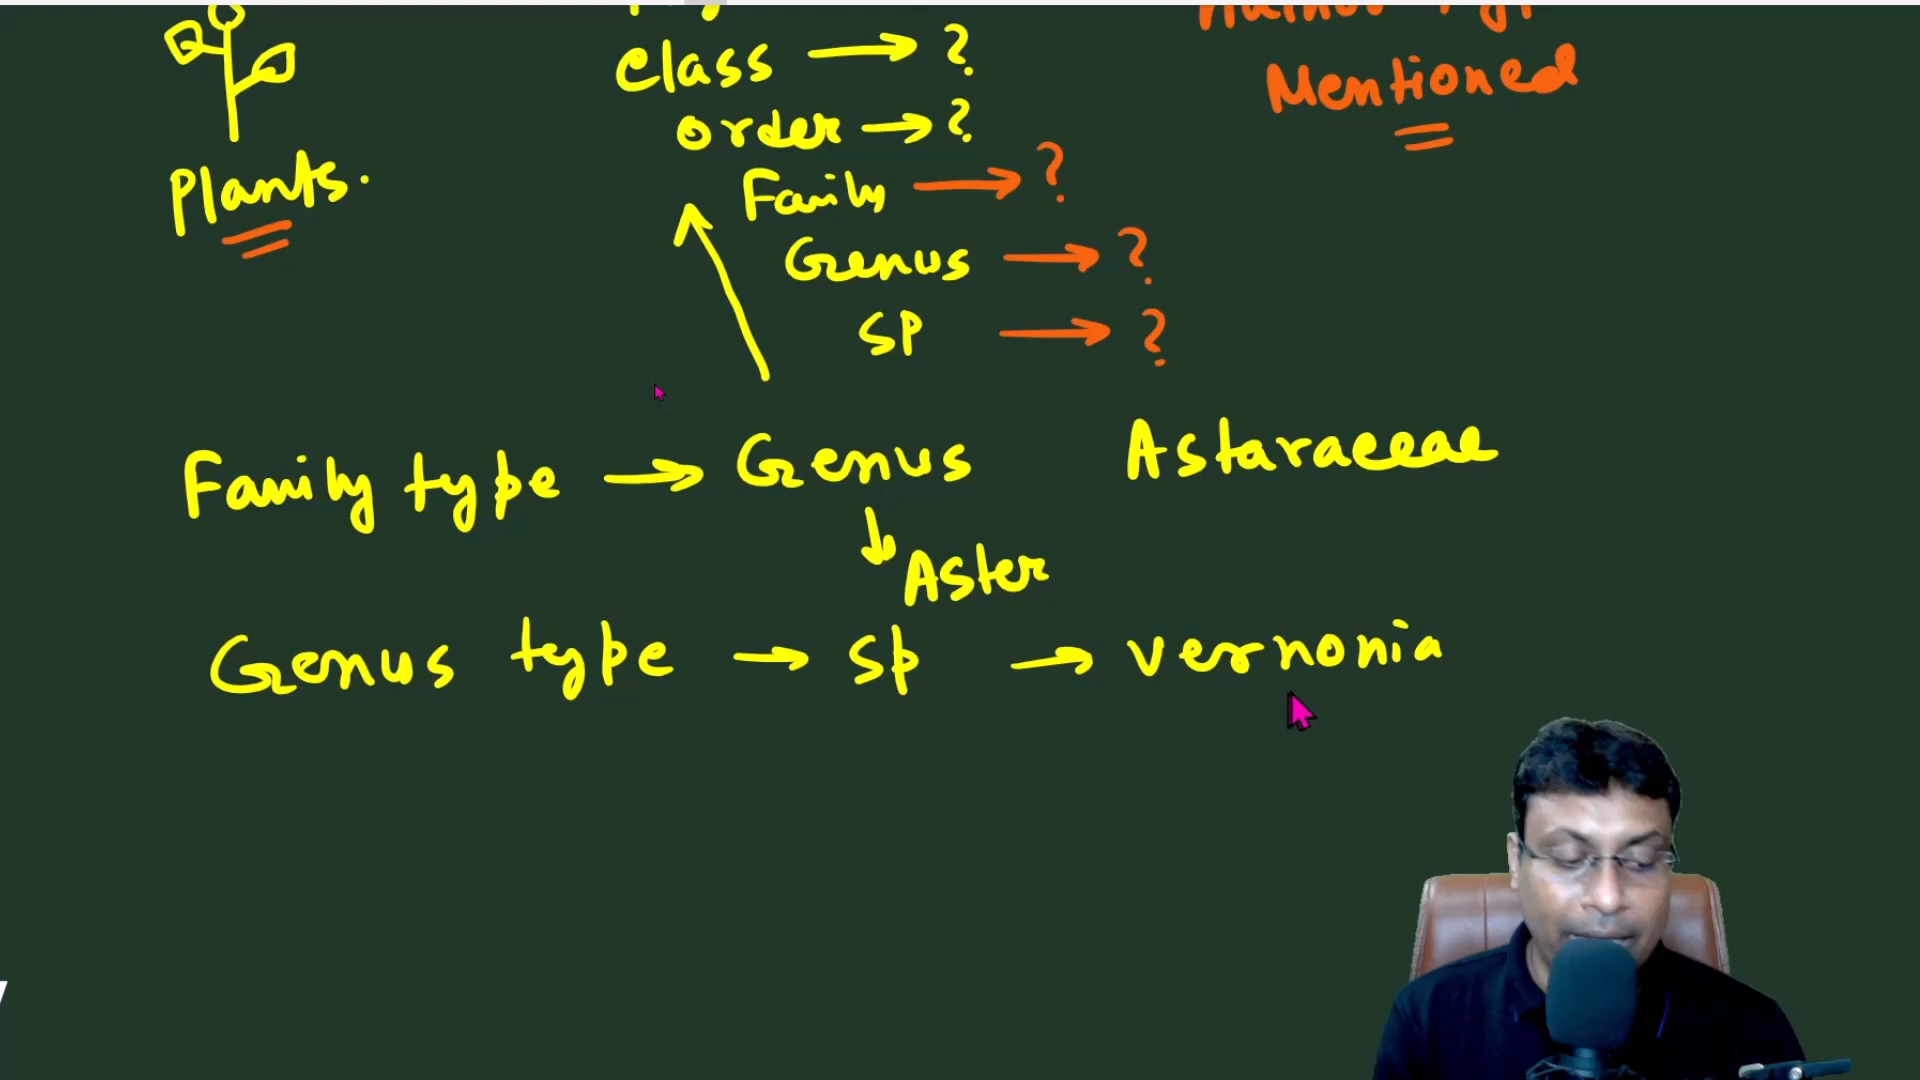 Class → ?
order → ?
Mentioned
Plants.
Family → ?
Genus → ?
SP → ?
Family type → Genus
Astaraceae
↓ Aster
Genus type → sp → vernonia